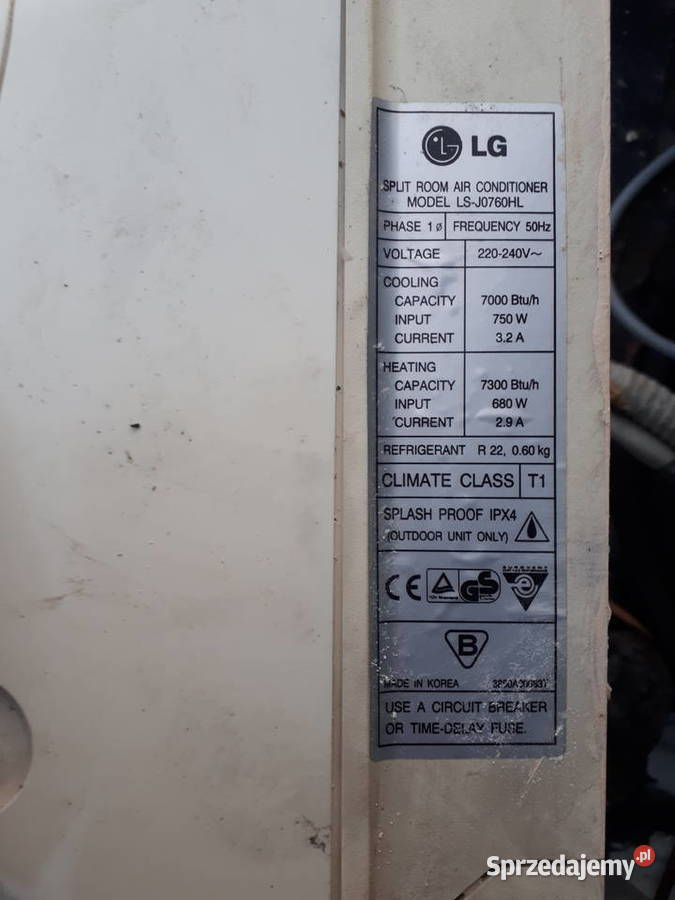 LG
SPLIT ROOM AIR CONDITIONER
MODEL LS-J0760HL
PHASE 1ø FREQUENCY 50Hz
VOLTAGE 220-240V~
COOLING
CAPACITY 7000 Btu/h
INPUT 750 W
CURRENT 3.2 A
HEATING
CAPACITY 7300 Btu/h
INPUT 680 W
CURRENT 2.9 A
REFRIGERANT R 22, 0.60 kg
CLIMATE CLASS T1
SPLASH PROOF IPX4
(OUTDOOR UNIT ONLY)
CE GS e
B
MADE IN KOREA
USE A CIRCUIT BREAKER
OR TIME-DELAY FUSE.
Sprzedajemy.pl